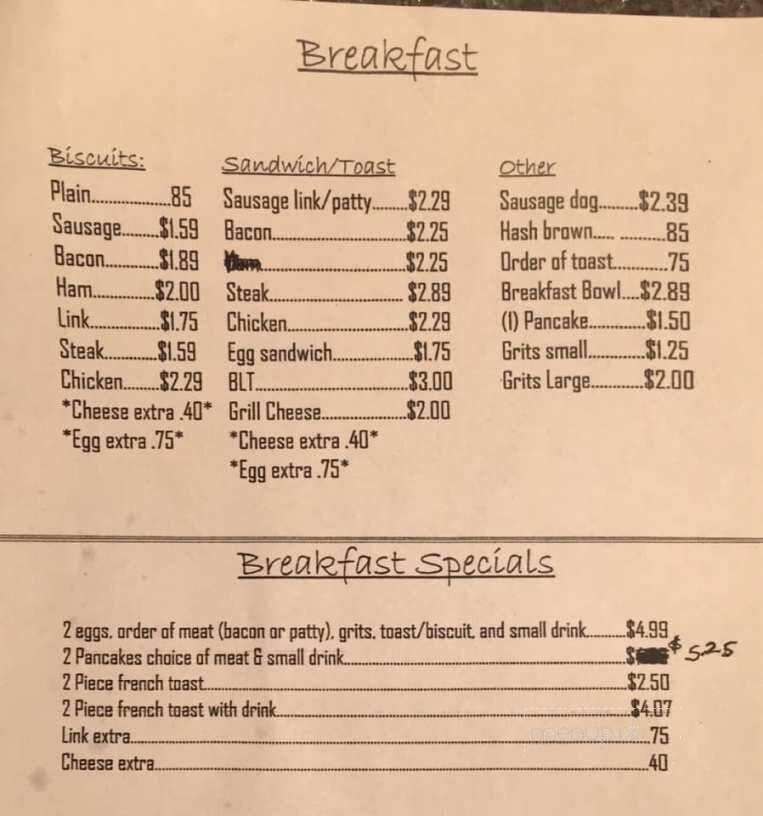 Breakfast
Biscuits:
Plain...................85
Sausage.........$1.59
Bacon.............$1.89
Ham...............$2.00
Link................$1.75
Steak.............$1.59
Chicken.........$2.29
*Cheese extra .40*
*Egg extra .75*
Sandwich/Toast
Sausage link/patty.........$2.29
Bacon.................................$2.25
.................................$2.25
Steak................................. $2.89
Chicken..............................$2.29
Egg sandwich....................$1.75
BLT.....................................$3.00
Grill Cheese......................$2.00
*Cheese extra .40*
*Egg extra .75*
Other
Sausage dog.........$2.39
Hash brown..... ...........85
Order of toast.............75
Breakfast Bowl....$2.89
(1) Pancake..............$1.50
Grits small..............$1.25
Grits Large.............$2.00
Breakfast Specials
2 eggs, order of meat (bacon or patty), grits, toast/biscuit, and small drink..........$4.99
2 Pancakes choice of meat & small drink......................................................$ $5.25
2 Piece french toast....................................................................................$2.50
2 Piece french toast with drink....................................................................$4.07
Link extra.....................................................................................................75
Cheese extra................................................................................................40